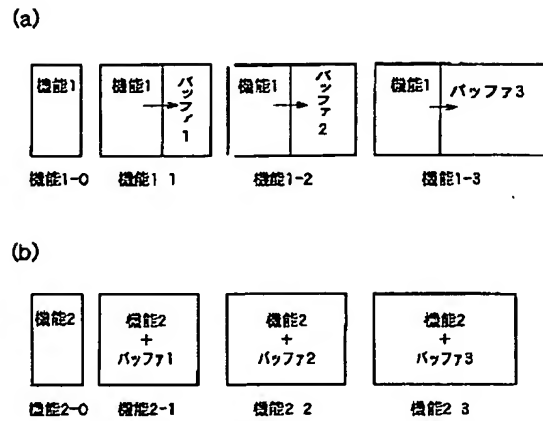 (a)
機能1
機能1
バッファ1
機能1
バッファ2
機能1
バッファ3
機能1-0
機能1 1
機能1-2
機能1-3
(b)
機能2
機能2
+
バッファ1
機能2
+
バッファ2
機能2
+
バッファ3
機能2-0
機能2-1
機能2 2
機能2 3